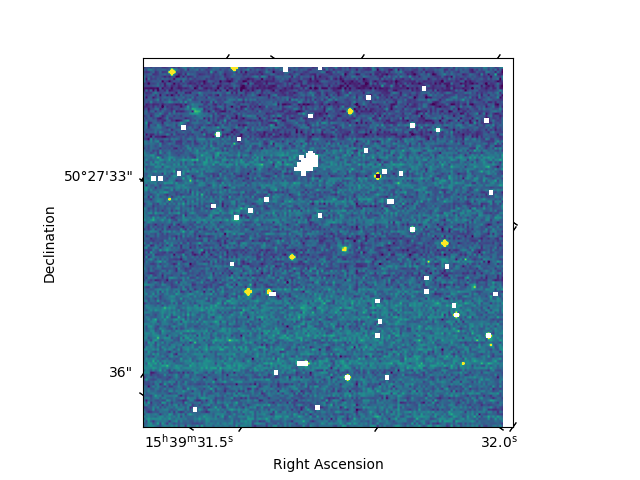 50°27'33"
Declination
36"
15ʰ39ᵐ31.5ˢ
32.0ˢ
Right Ascension